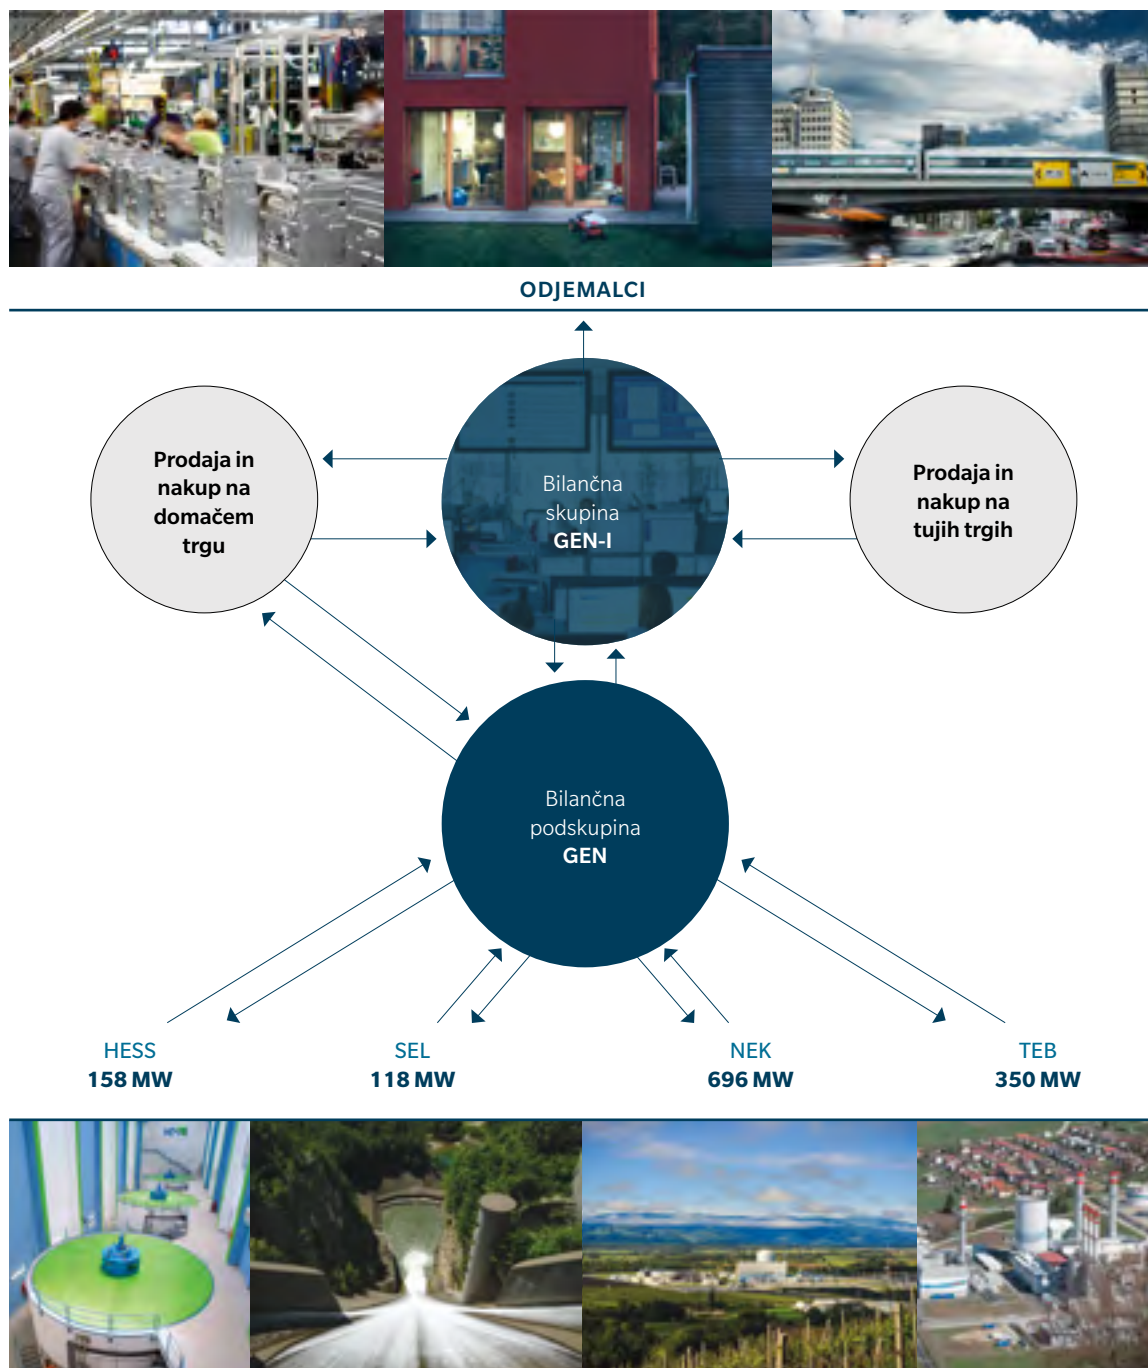 ODJEMALCI
Prodaja in
nakup na
domačem
trgu
Bilančna
skupina
GEN-I
Prodaja in
nakup na
tujih trgih
Bilančna
podskupina
GEN
HESS
158 MW
SEL
118 MW
NEK
696 MW
TEB
350 MW